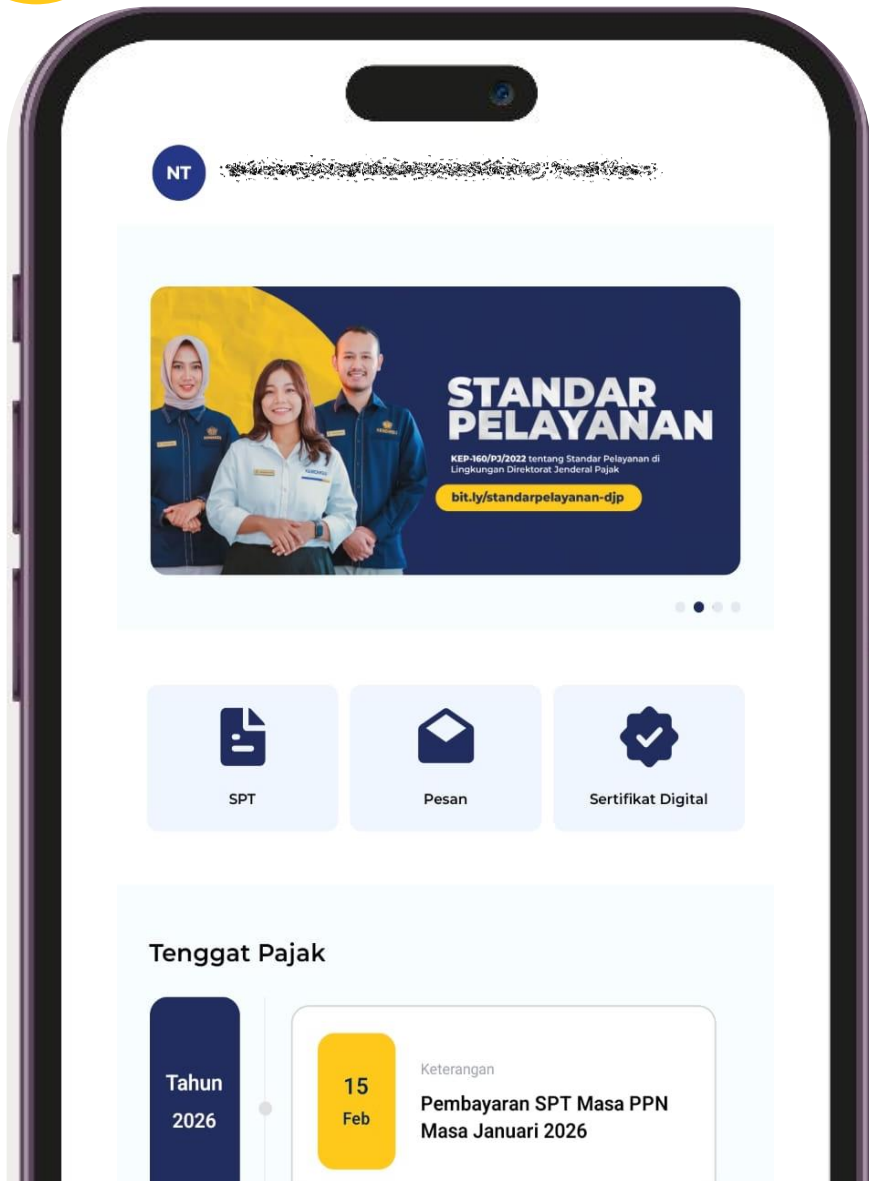 NT
STANDAR
PELAYANAN
KEP-160/PJ/2022 tentang Standar Pelayanan di
Lingkungan Direktorat Jenderal Pajak
bit.ly/standarpelayanan-djp
SPT
Pesan
Sertifikat Digital
Tenggat Pajak
Tahun
2026
15
Feb
Keterangan
Pembayaran SPT Masa PPN
Masa Januari 2026